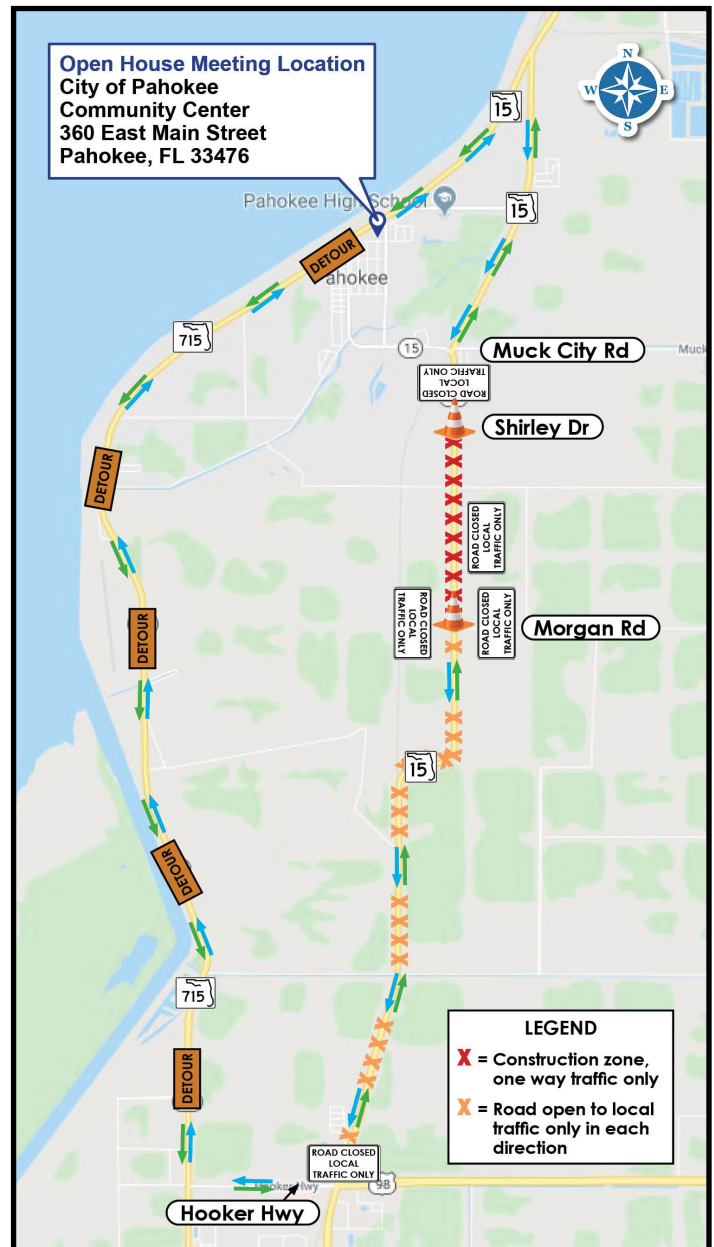 Open House Meeting Location
City of Pahokee
Community Center
360 East Main Street
Pahokee, FL 33476
N
W E
S
15
Pahokee High School
15
DETOUR
ahokee
715
15
Muck City Rd
Muck
ROAD CLOSED
LOCAL
TRAFFIC ONLY
Shirley Dr
DETOUR
ROAD CLOSED
LOCAL
TRAFFIC ONLY
ROAD CLOSED
LOCAL
TRAFFIC ONLY
ROAD CLOSED
LOCAL
TRAFFIC ONLY
Morgan Rd
DETOUR
15
DETOUR
715
DETOUR
LEGEND
X = Construction zone,
one way traffic only
X = Road open to local
traffic only in each
direction
ROAD CLOSED
LOCAL
TRAFFIC ONLY
Hooker Hwy
98
Hooker Hwy